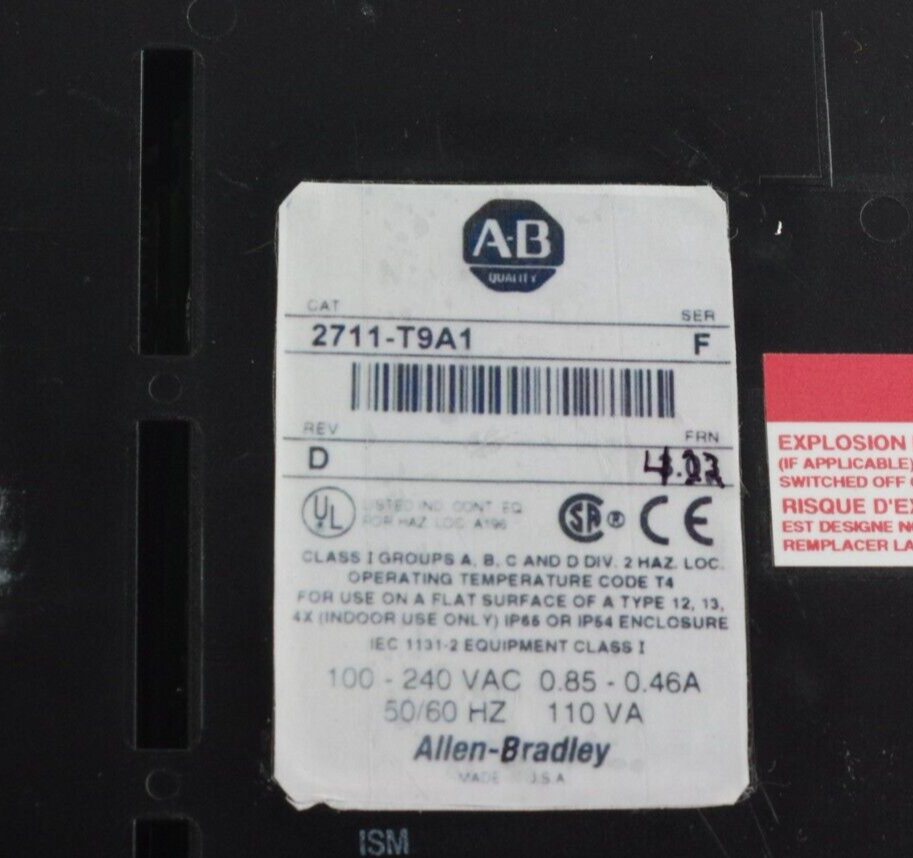 A-B
QUALITY
CAT
SER
2711-T9A1
F
REV
FRN
D
4.02
UL
LISTED IND. CONT. EQ.
FOR HAZ. LOC. A196
SA ®
CE
CLASS I GROUPS A, B, C AND D DIV. 2 HAZ. LOC.
OPERATING TEMPERATURE CODE T4
FOR USE ON A FLAT SURFACE OF A TYPE 12, 13,
4X (INDOOR USE ONLY) IP65 OR IP54 ENCLOSURE
IEC 1131-2 EQUIPMENT CLASS I
100 - 240 VAC 0.85 - 0.46A
50/60 HZ 110 VA
Allen-Bradley
MADE U.S.A
ISM
EXPLOSION
(IF APPLICABLE)
SWITCHED OFF
RISQUE D'EX
EST DESIGNE
REMPLACER LA